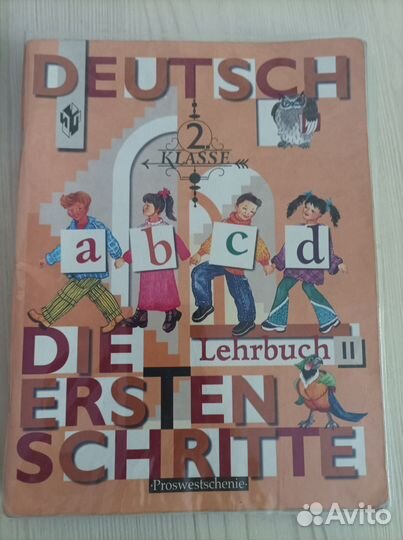 DEUTSCH
2.
KLASSE
a b c d
Lehrbuch II
DIE
ERSTEN
SCHRITTE
·Proswestschenie·
Avito